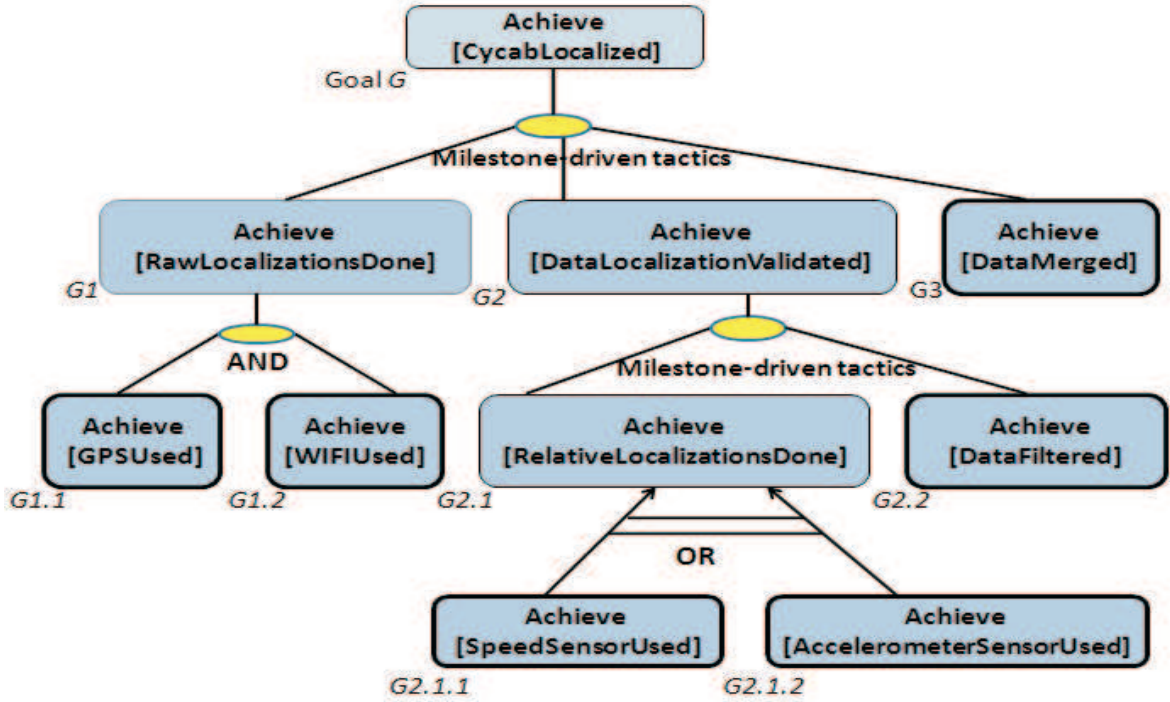 Achieve
[CycabLocalized]
Goal G
Milestone-driven tactics
Achieve
[RawLocalizationsDone]
G1
Achieve
[DataLocalizationValidated]
G2
Achieve
[DataMerged]
G3
AND
Milestone-driven tactics
Achieve
[GPSUsed]
G1.1
Achieve
[WIFIUsed]
G1.2
Achieve
[RelativeLocalizationsDone]
G2.1
Achieve
[DataFiltered]
G2.2
OR
Achieve
[SpeedSensorUsed]
G2.1.1
Achieve
[AccelerometerSensorUsed]
G2.1.2